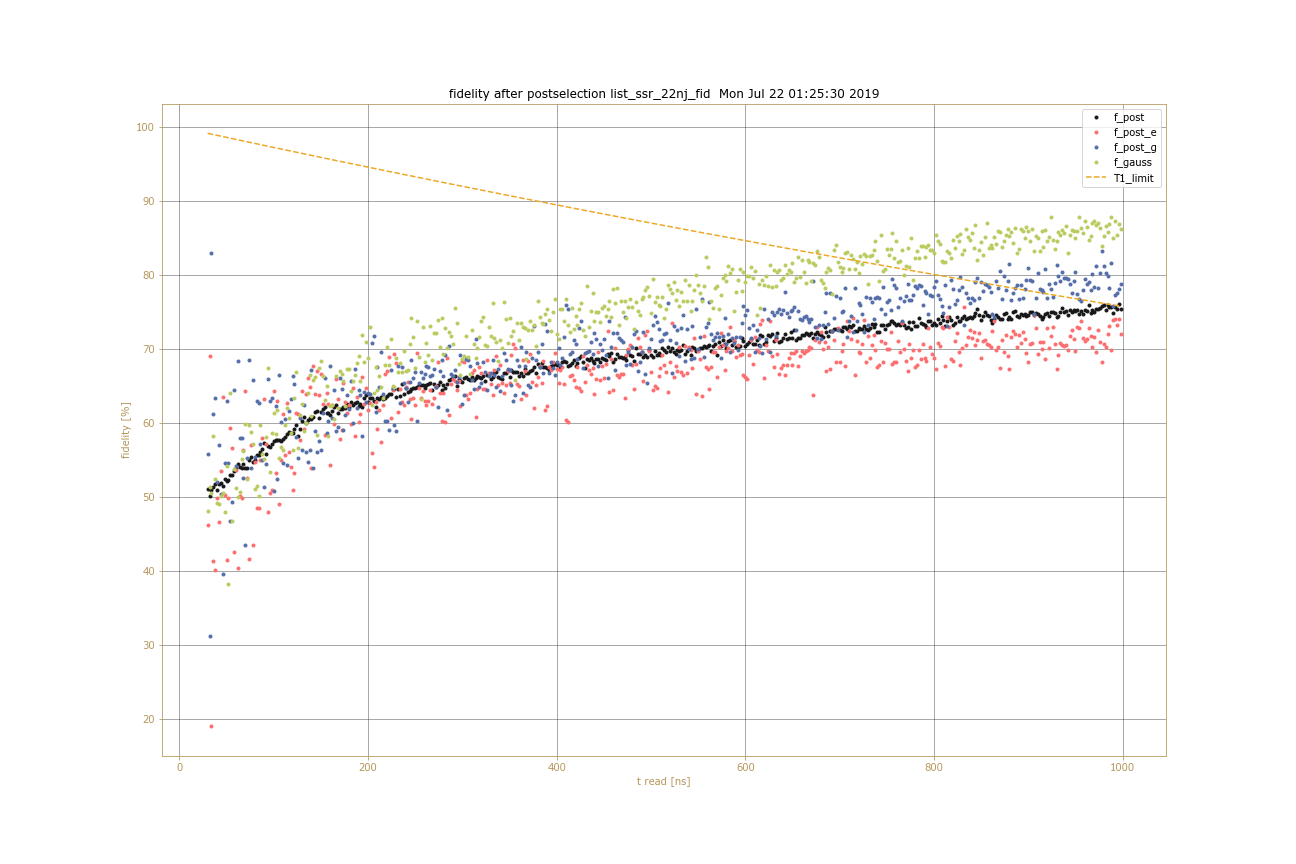 fidelity after postselection list_ssr_22nj_fid  Mon Jul 22 01:25:30 2019
f_post
f_post_e
f_post_g
f_gauss
T1_limit
100
90
80
70
60
50
40
30
20
fidelity [%]
0 200 400 600 800 1000
t read [ns]